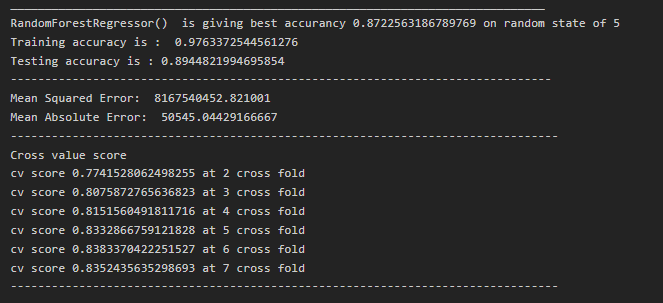 RandomForestRegressor()  is giving best accurancy 0.8722563186789769 on random state of 5
Training accuracy is :  0.9763372544561276
Testing accuracy is : 0.8944821994695854
--------------------------------------------------------------------------------
Mean Squared Error:  8167540452.821001
Mean Absolute Error:  50545.04429166667
---------------------------------------------------------------------------------
Cross value score
cv score 0.7741528062498255 at 2 cross fold
cv score 0.8075872765636823 at 3 cross fold
cv score 0.8151560491811716 at 4 cross fold
cv score 0.8332866759121828 at 5 cross fold
cv score 0.8383370422251527 at 6 cross fold
cv score 0.8352435635298693 at 7 cross fold
---------------------------------------------------------------------------------